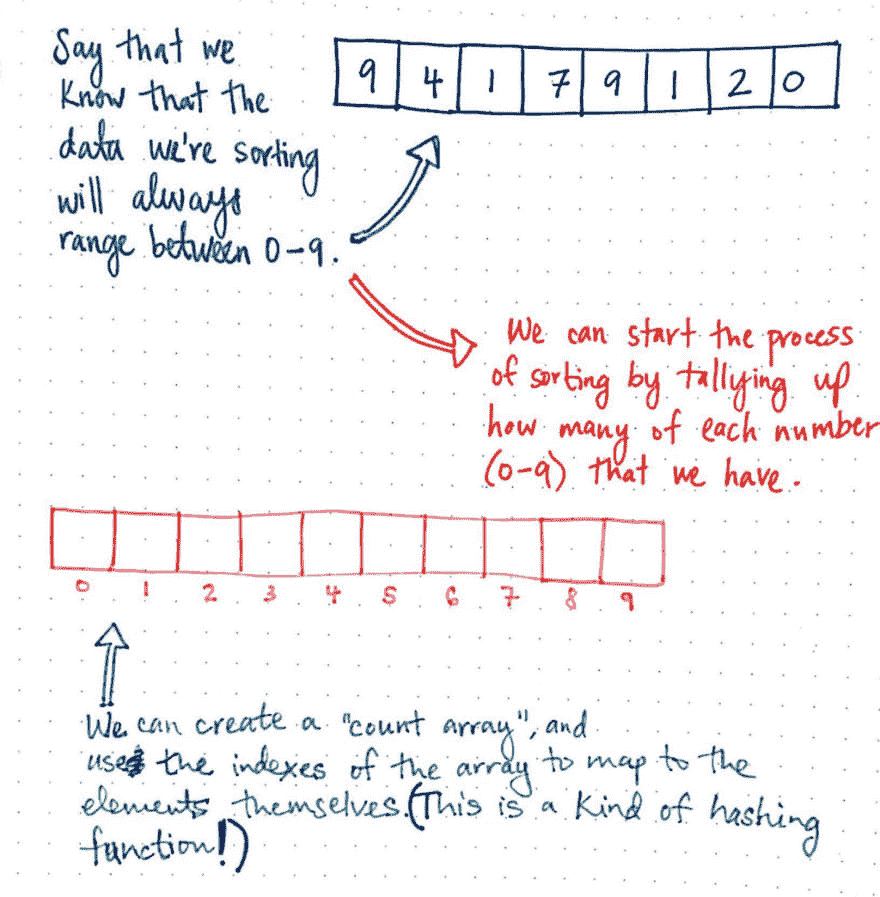 Say that we
know that the
data we're sorting
will always
range between 0-9.
9 4 1 7 9 1 2 0
We can start the process
of sorting by tallying up
how many of each number
(0-9) that we have.
0 1 2 3 4 5 6 7 8 9
We can create a "count array", and
use the indexes of the array to map to the
elements themselves. (This is a kind of hashing
function!)